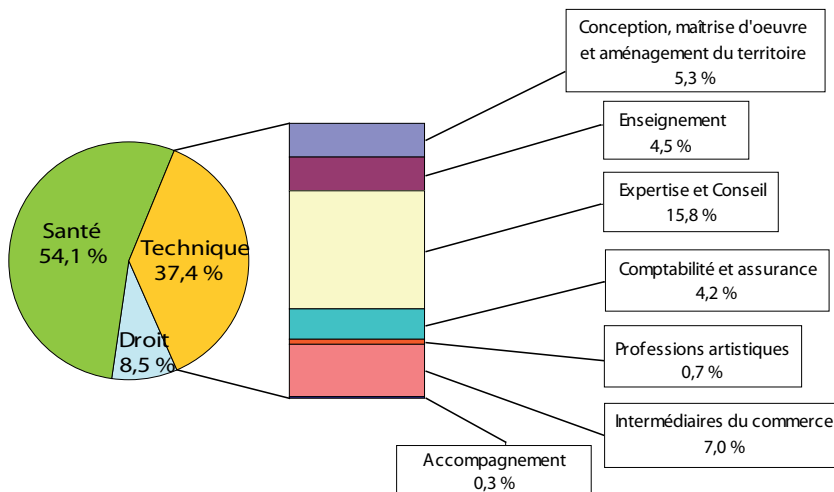 Santé
54,1 %
Technique
37,4 %
Droit
8,5 %
Conception, maîtrise d'oeuvre
et aménagement du territoire
5,3 %
Enseignement
4,5 %
Expertise et Conseil
15,8 %
Comptabilité et assurance
4,2 %
Professions artistiques
0,7 %
Intermédiaires du commerce
7,0 %
Accompagnement
0,3 %